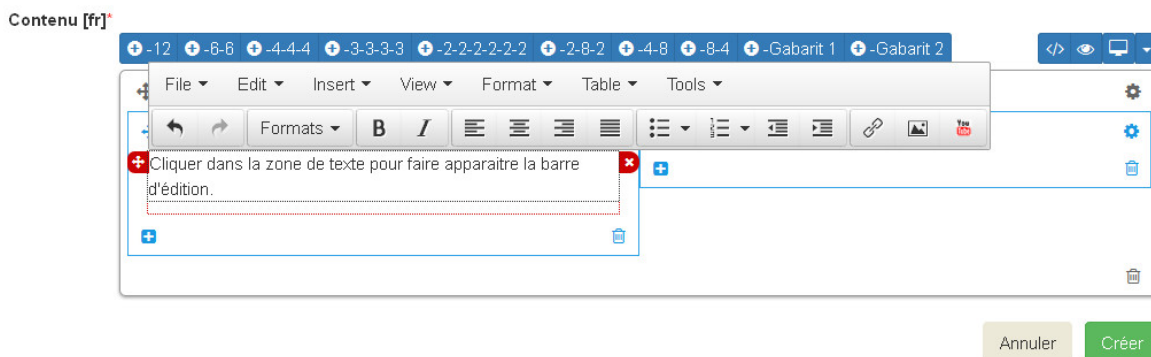 Contenu [fr]*
-12 -6-6 -4-4-4 -3-3-3-3 -2-2-2-2-2-2 -2-8-2 -4-8 -8-4 -Gabarit 1 -Gabarit 2 </>
File Edit Insert View Format Table Tools
Formats B I You Tube
Cliquer dans la zone de texte pour faire apparaitre la barre
d'édition.
Annuler Créer